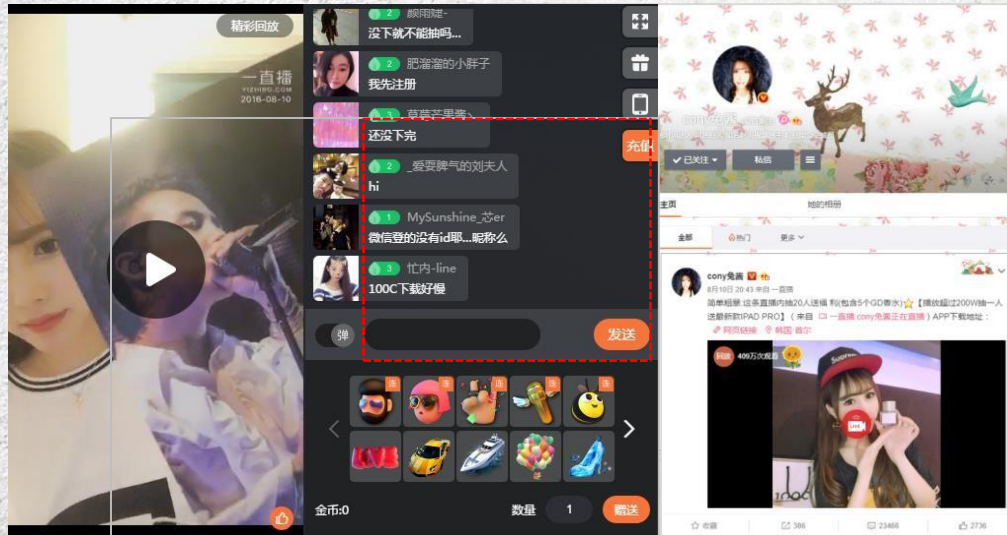 精彩回放
一直播
YIZHIBO.COM
2016-08-10
2 颜雨婕-
没下就不能抽吗...
2 肥溜溜的小胖子
我先注册
3 草莓芒果酱、
还没下完
2 _爱耍脾气的刘夫人
hi
1 MySunshine_芯er
微信登的没有id耶...昵称么
3 忙内-line
100C下载好慢
弹
发送
充值
连 连 连 连 连
金币:0
数量 1 赠送
已关注
私信
主页 她的相册
全部 热门 更多
cony兔酱
8月10日 20:43 来自 一直播
简单粗暴 这条直播内抽20人送福利(包含5个GD香水)【播放超过200W抽一人
送最新款IPAD PRO】（来自 一直播 cony兔酱正在直播）APP下载地址：
网页链接 韩国·首尔
回放 409万次观看
Supreme
LIVE
收藏 386 23466 2736